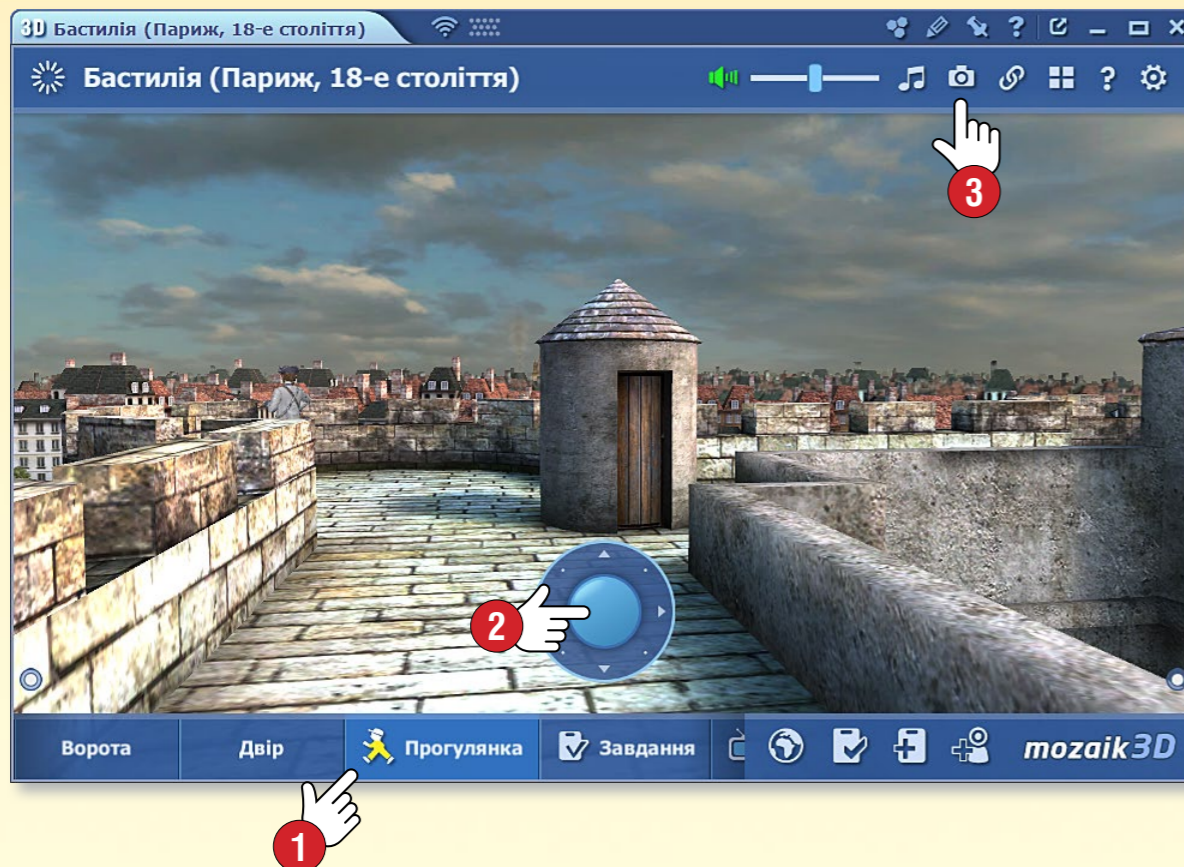 3D Бастилія (Париж, 18-е століття)
Бастилія (Париж, 18-е століття)
3
2
Ворота
Двір
Прогулянка
Завдання
mozaik3D
1